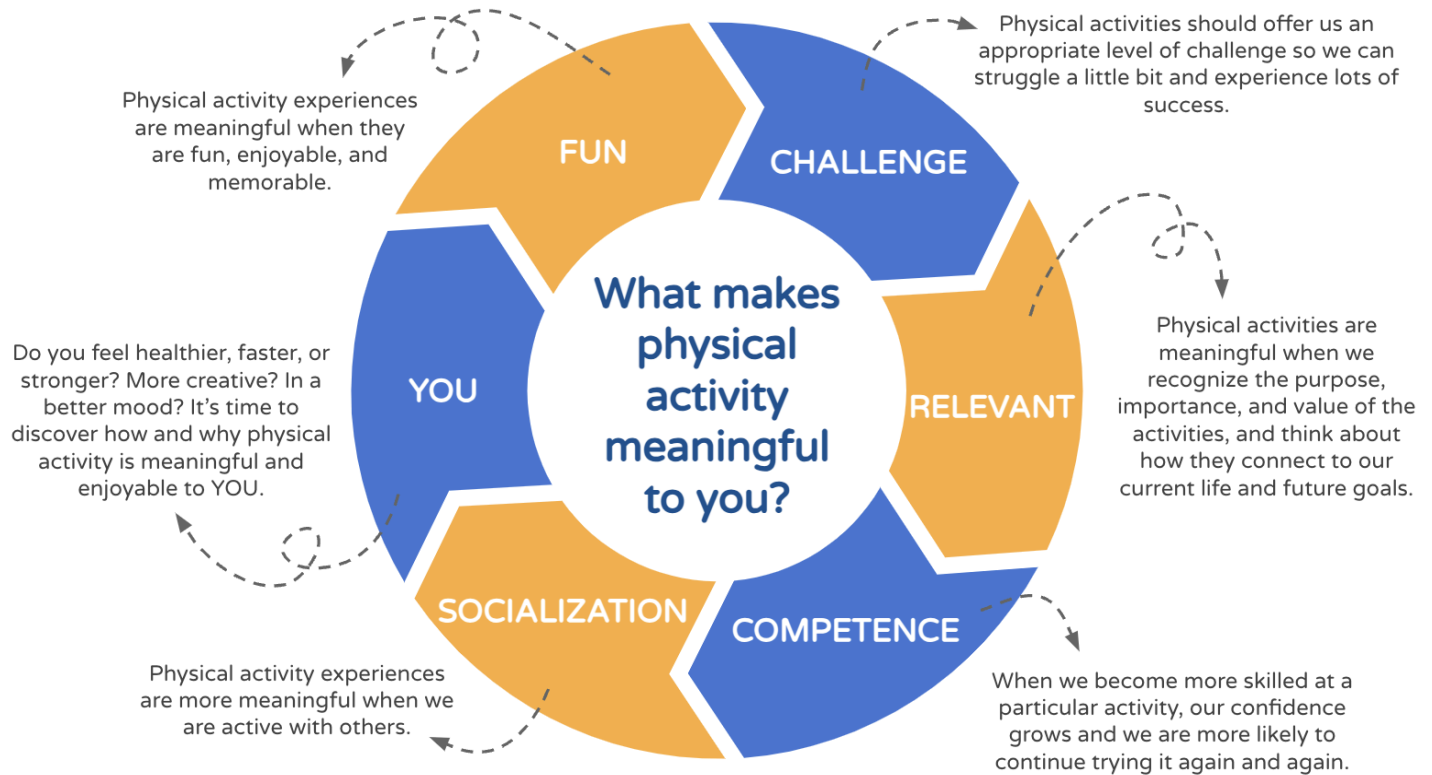 What makes
physical
activity
meaningful
to you?
FUN
Physical activity experiences
are meaningful when they
are fun, enjoyable, and
memorable.
CHALLENGE
Physical activities should offer us an
appropriate level of challenge so we can
struggle a little bit and experience lots of
success.
RELEVANT
Physical activities are
meaningful when we
recognize the purpose,
importance, and value of the
activities, and think about
how they connect to our
current life and future goals.
COMPETENCE
When we become more skilled at a
particular activity, our confidence
grows and we are more likely to
continue trying it again and again.
SOCIALIZATION
Physical activity experiences
are more meaningful when we
are active with others.
YOU
Do you feel healthier, faster, or
stronger? More creative? In a
better mood? It's time to
discover how and why physical
activity is meaningful and
enjoyable to YOU.